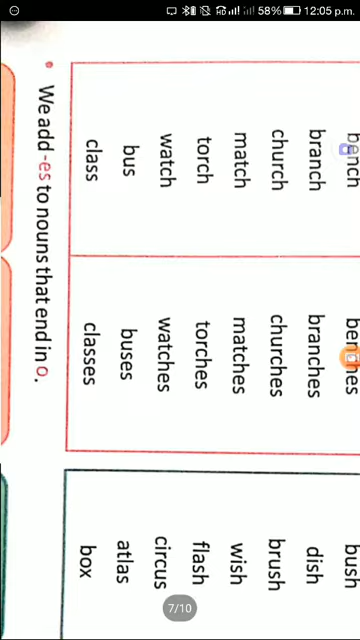 58% 12:05 p.m.
bench benches bush
branch branches dish
church churches brush
match matches wish
torch torches flash
watch watches circus
bus buses atlas
class classes box
• We add -es to nouns that end in o.
7/10